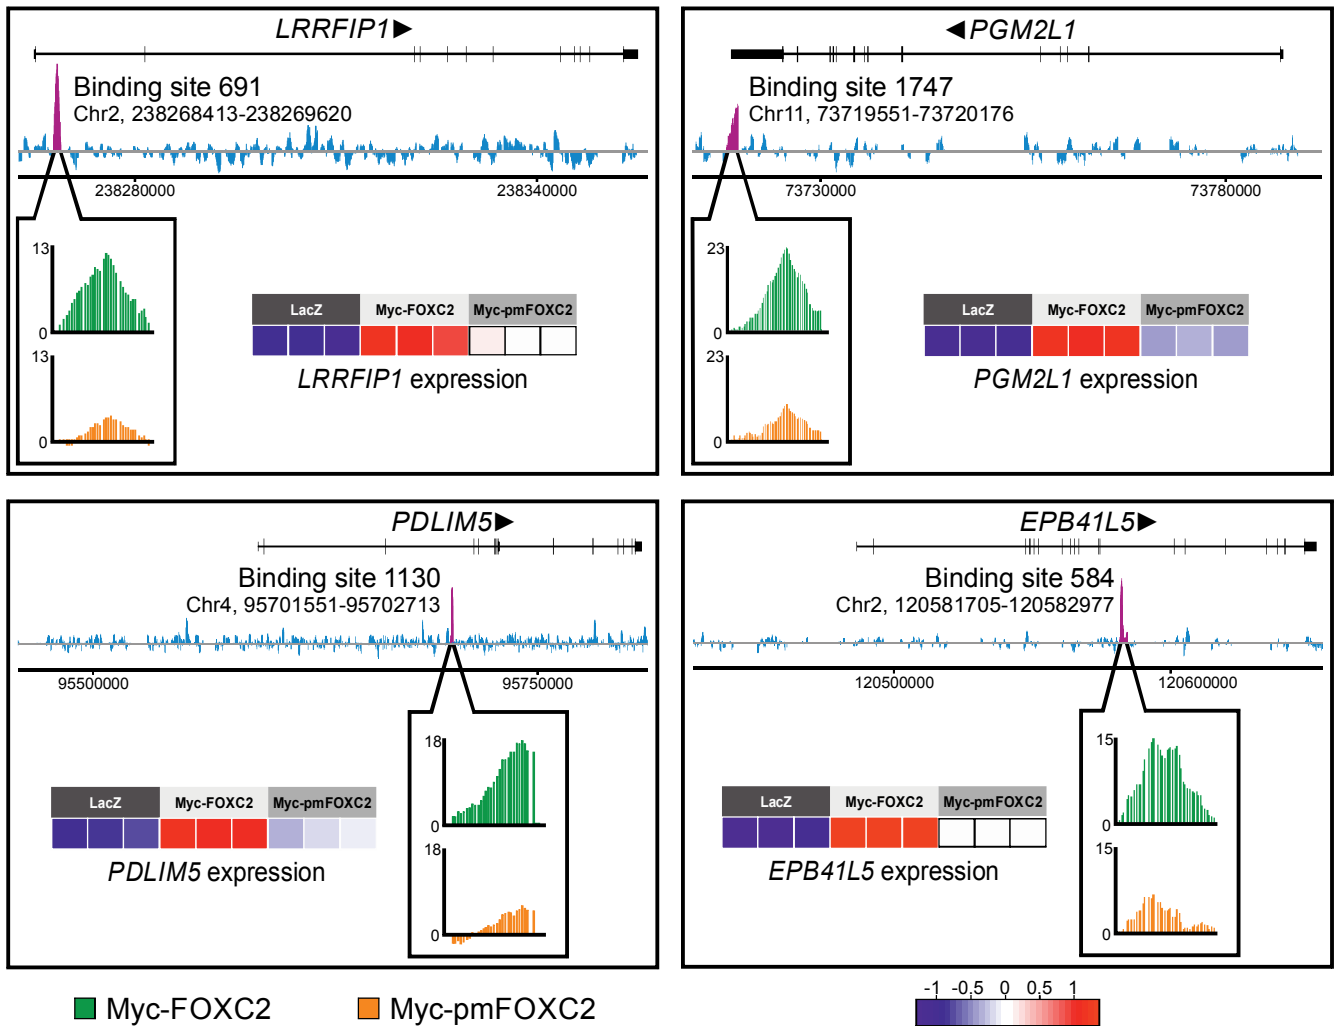 LRRFIP1▶
Binding site 691
Chr2, 238268413-238269620
238280000 238340000
13
0
13
0
LacZ Myc-FOXC2 Myc-pmFOXC2
LRRFIP1 expression
◀PGM2L1
Binding site 1747
Chr11, 73719551-73720176
73730000 73780000
23
0
23
0
LacZ Myc-FOXC2 Myc-pmFOXC2
PGM2L1 expression
PDLIM5▶
Binding site 1130
Chr4, 95701551-95702713
95500000 95750000
18
0
18
0
LacZ Myc-FOXC2 Myc-pmFOXC2
PDLIM5 expression
EPB41L5▶
Binding site 584
Chr2, 120581705-120582977
120500000 120600000
15
0
15
0
LacZ Myc-FOXC2 Myc-pmFOXC2
EPB41L5 expression
Myc-FOXC2 Myc-pmFOXC2
-1 -0.5 0 0.5 1